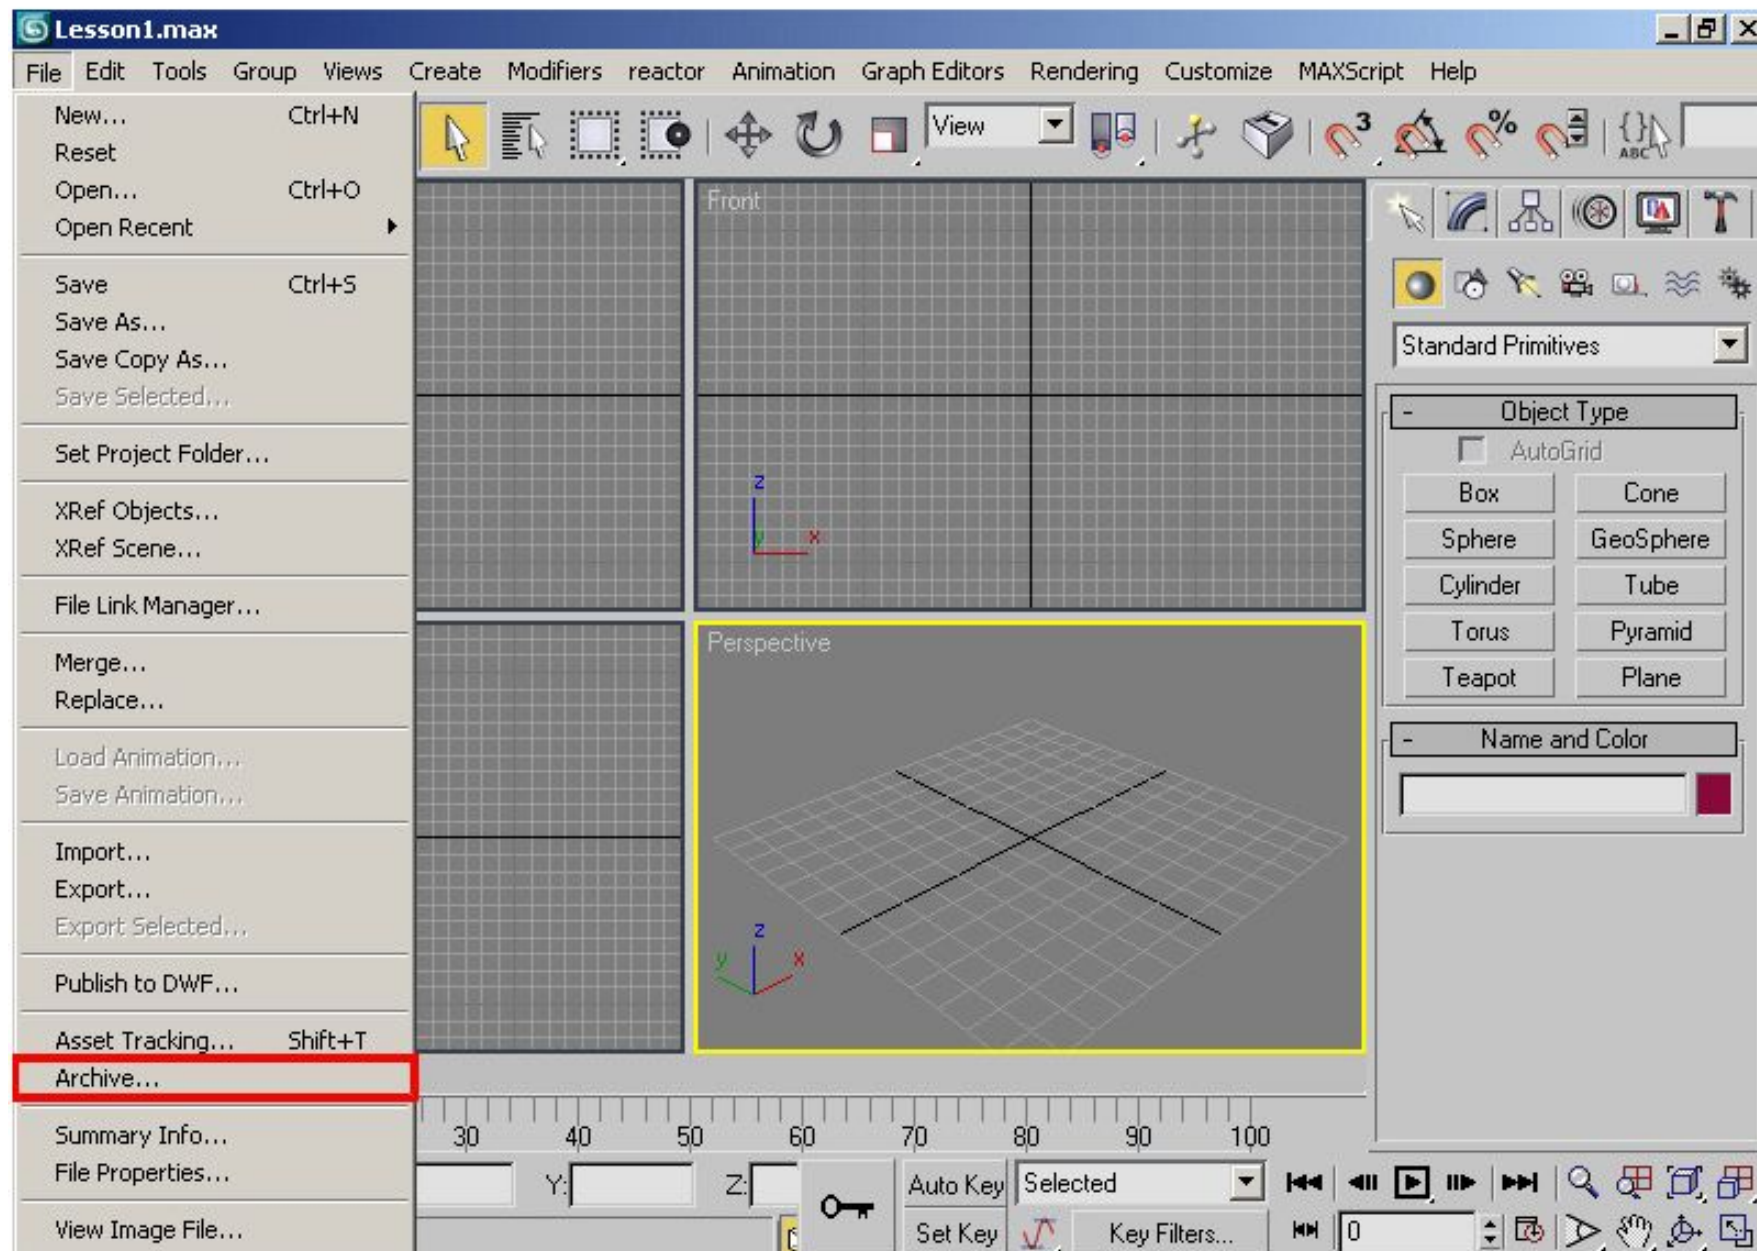 Lesson1.max
File Edit Tools Group Views Create Modifiers reactor Animation Graph Editors Rendering Customize MAXScript Help
New... Ctrl+N
Reset
Open... Ctrl+O
Open Recent
Save Ctrl+S
Save As...
Save Copy As...
Save Selected...
Set Project Folder...
XRef Objects...
XRef Scene...
File Link Manager...
Merge...
Replace...
Load Animation...
Save Animation...
Import...
Export...
Export Selected...
Publish to DWF...
Asset Tracking... Shift+T
Archive...
Summary Info...
File Properties...
View Image File...
View
3
%
{}
ABC
Front
z
y x
Perspective
z
y x
Standard Primitives
- Object Type
AutoGrid
Box Cone
Sphere GeoSphere
Cylinder Tube
Torus Pyramid
Teapot Plane
- Name and Color
30 40 50 60 70 80 90 100
Y: Z:
Auto Key Selected
Set Key Key Filters... 0